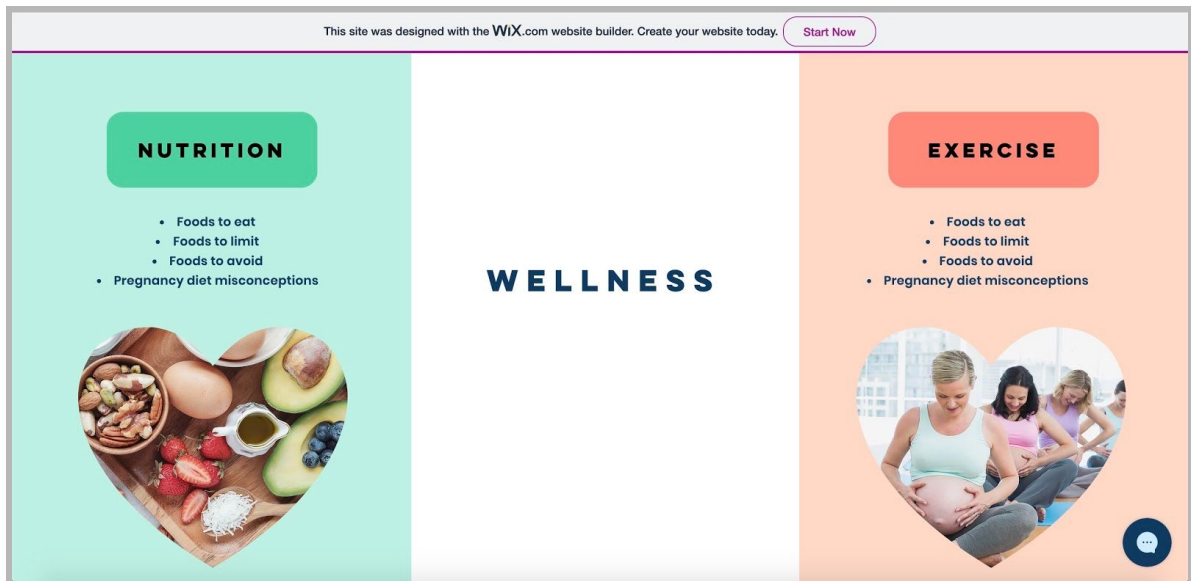 This site was designed with the WiX.com website builder. Create your website today. Start Now
NUTRITION
• Foods to eat
• Foods to limit
• Foods to avoid
• Pregnancy diet misconceptions
WELLNESS
EXERCISE
• Foods to eat
• Foods to limit
• Foods to avoid
• Pregnancy diet misconceptions